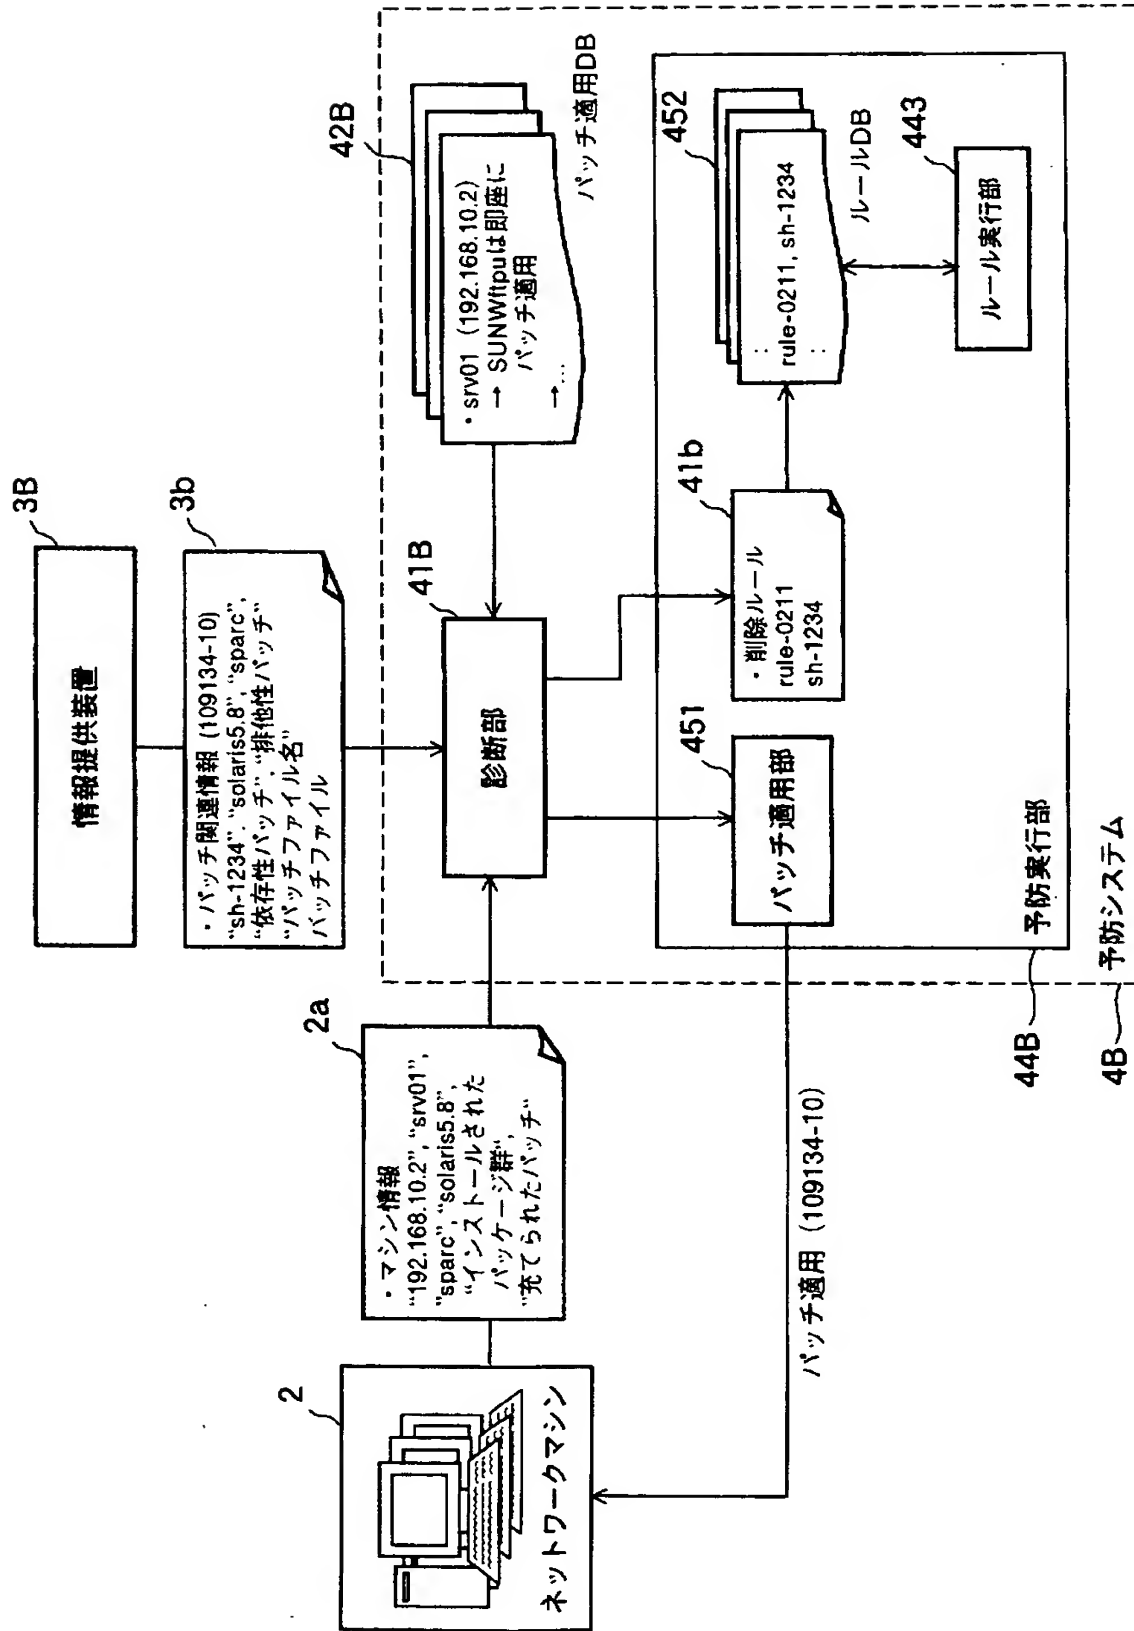 3B
情報提供装置
3b
・パッチ関連情報 (109134-10)
“sh-1234”. “solaris5.8”, “sparc”,
“依存性パッチ”, “排他性パッチ”
“パッチファイル名”
パッチファイル
2
ネットワークマシン
2a
・マシン情報
“192.168.10.2”, “srv01”,
”sparc”, “solaris5.8”,
“インストールされた
パッケージ群”,
”充てられたパッチ“
41B
診断部
42B
・srv01 (192.168.10.2)
→ SUNWftpuは即座に
パッチ適用
→...
パッチ適用DB
451
パッチ適用部
41b
・削除ルール
rule-0211
sh-1234
452
:
rule-0211, sh-1234
:
ルールDB
443
ルール実行部
パッチ適用 (109134-10)
予防実行部
44B
4B
予防システム